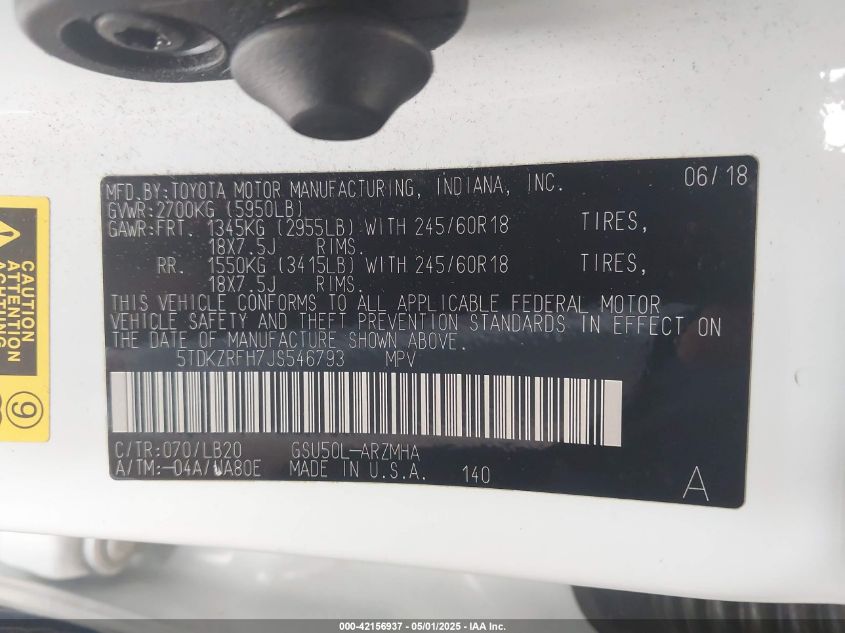 MFD.BY:TOYOTA MOTOR MANUFACTURING, INDIANA, INC. 06/18
GVWR:2700KG (5950LB)
GAWR:FRT. 1345KG (2955LB) WITH 245/60R18 TIRES,
18X7.5J RIMS.
RR. 1550KG (3415LB) WITH 245/60R18 TIRES,
18X7.5J RIMS.
THIS VEHICLE CONFORMS TO ALL APPLICABLE FEDERAL MOTOR
VEHICLE SAFETY AND THEFT PREVENTION STANDARDS IN EFFECT ON
THE DATE OF MANUFACTURE SHOWN ABOVE.
5TDKZRFH7JS546793 MPV
C/TR:070/LB20 GSU50L-ARZMHA
A/TM:-04A/WA80E MADE IN U.S.A. 140
A
CAUTION
ATTENTION
ACHTUNG
9
000-42156937 - 05/01/2025 - IAA Inc.